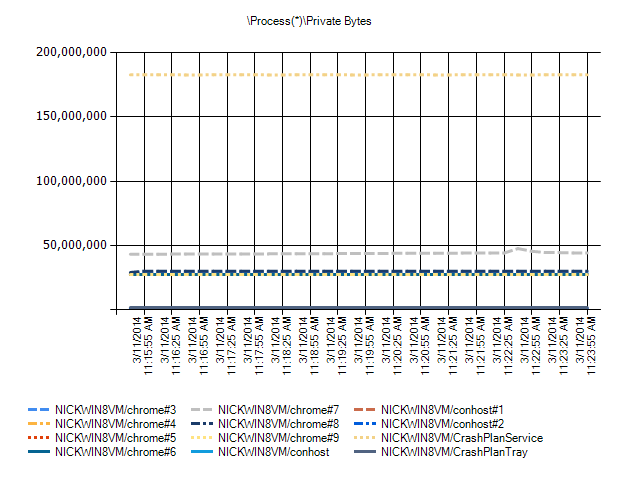 \Process(*)\Private Bytes
200,000,000
150,000,000
100,000,000
50,000,000
3/11/2014
11:15:55 AM
3/11/2014
11:16:25 AM
3/11/2014
11:16:55 AM
3/11/2014
11:17:25 AM
3/11/2014
11:17:55 AM
3/11/2014
11:18:25 AM
3/11/2014
11:18:55 AM
3/11/2014
11:19:25 AM
3/11/2014
11:19:55 AM
3/11/2014
11:20:25 AM
3/11/2014
11:20:55 AM
3/11/2014
11:21:25 AM
3/11/2014
11:21:55 AM
3/11/2014
11:22:25 AM
3/11/2014
11:22:55 AM
3/11/2014
11:23:25 AM
3/11/2014
11:23:55 AM
NICKWIN8VM/chrome#3 NICKWIN8VM/chrome#7 NICKWIN8VM/conhost#1
NICKWIN8VM/chrome#4 NICKWIN8VM/chrome#8 NICKWIN8VM/conhost#2
NICKWIN8VM/chrome#5 NICKWIN8VM/chrome#9 NICKWIN8VM/CrashPlanService
NICKWIN8VM/chrome#6 NICKWIN8VM/conhost NICKWIN8VM/CrashPlanTray